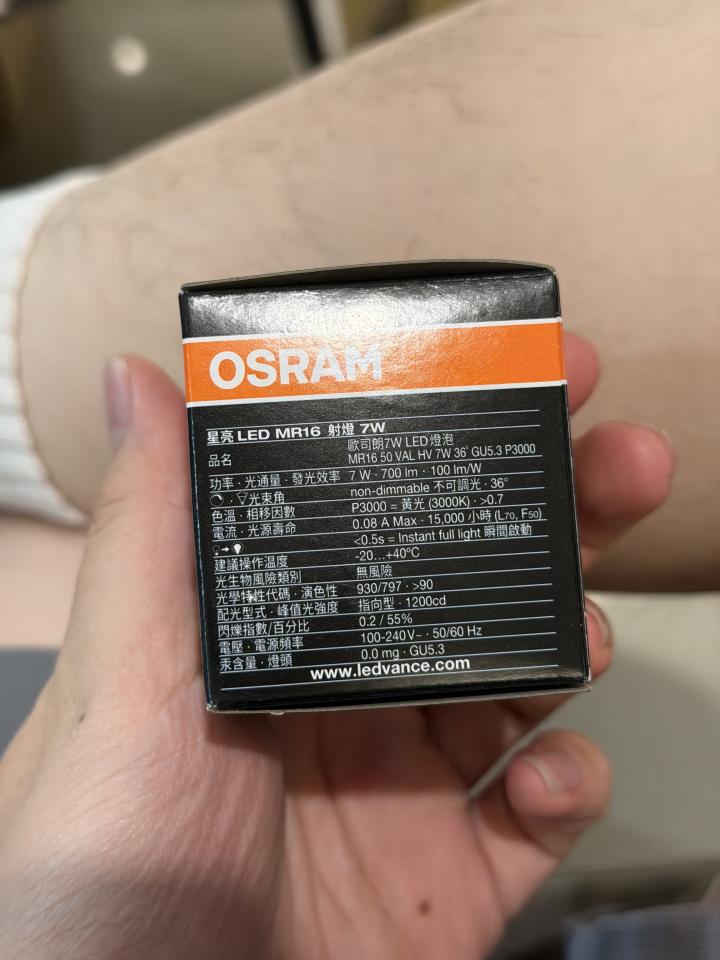 OSRAM
星亮 LED MR16 射燈 7W
品名 歐司朗7W LED燈泡
MR16 50 VAL HV 7W 36° GU5.3 P3000
功率 · 光通量 · 發光效率 7 W · 700 lm · 100 lm/W
· 光束角 non-dimmable 不可調光 · 36°
色溫 · 相移因數 P3000 = 黃光 (3000K) · >0.7
電流 · 光源壽命 0.08 A Max · 15,000 小時 (L70, F50)
<0.5s = Instant full light 瞬間啟動
建議操作溫度 -20...+40°C
光生物風險類別 無風險
光學特性代碼 · 演色性 930/797 · >90
配光型式 · 峰值光強度 指向型 · 1200cd
閃爍指數/百分比 0.2 / 55%
電壓 · 電源頻率 100-240V~ · 50/60 Hz
汞含量 · 燈頭 0.0 mg · GU5.3
www.ledvance.com